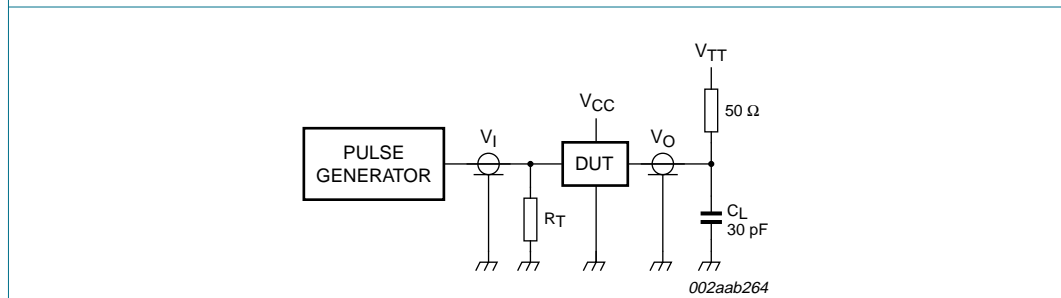 VTT
50 Ω
VCC
VI
VO
PULSE
GENERATOR
DUT
RT
CL
30 pF
002aab264